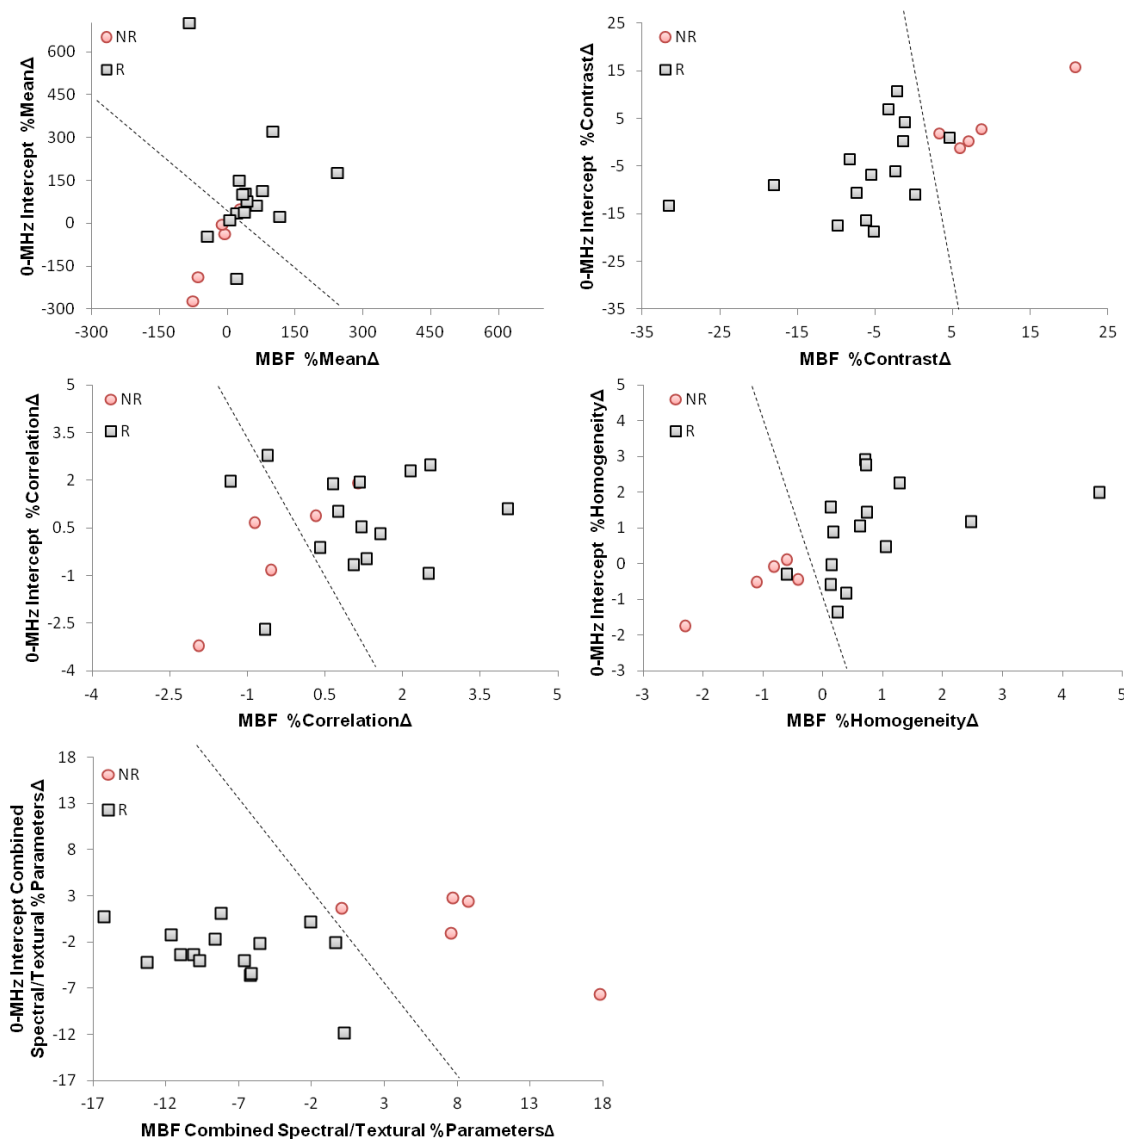 NR
R
600
450
300
150
0
-150
-300
-300 -150 0 150 300 450 600
0-MHz Intercept %MeanΔ
MBF %MeanΔ
NR
R
25
15
5
-5
-15
-25
-35
-35 -25 -15 -5 5 15 25
0-MHz Intercept %ContrastΔ
MBF %ContrastΔ
NR
R
5
3.5
2
0.5
-1
-2.5
-4
-4 -2.5 -1 0.5 2 3.5 5
0-MHz Intercept %CorrelationΔ
MBF %CorrelationΔ
NR
R
5
4
3
2
1
0
-1
-2
-3
-3 -2 -1 0 1 2 3 4 5
0-MHz Intercept %HomogeneityΔ
MBF %HomogeneityΔ
NR
R
18
13
8
3
-2
-7
-12
-17
-17 -12 -7 -2 3 8 13 18
0-MHz Intercept Combined
Spectral/Textural %ParametersΔ
MBF Combined Spectral/Textural %ParametersΔ